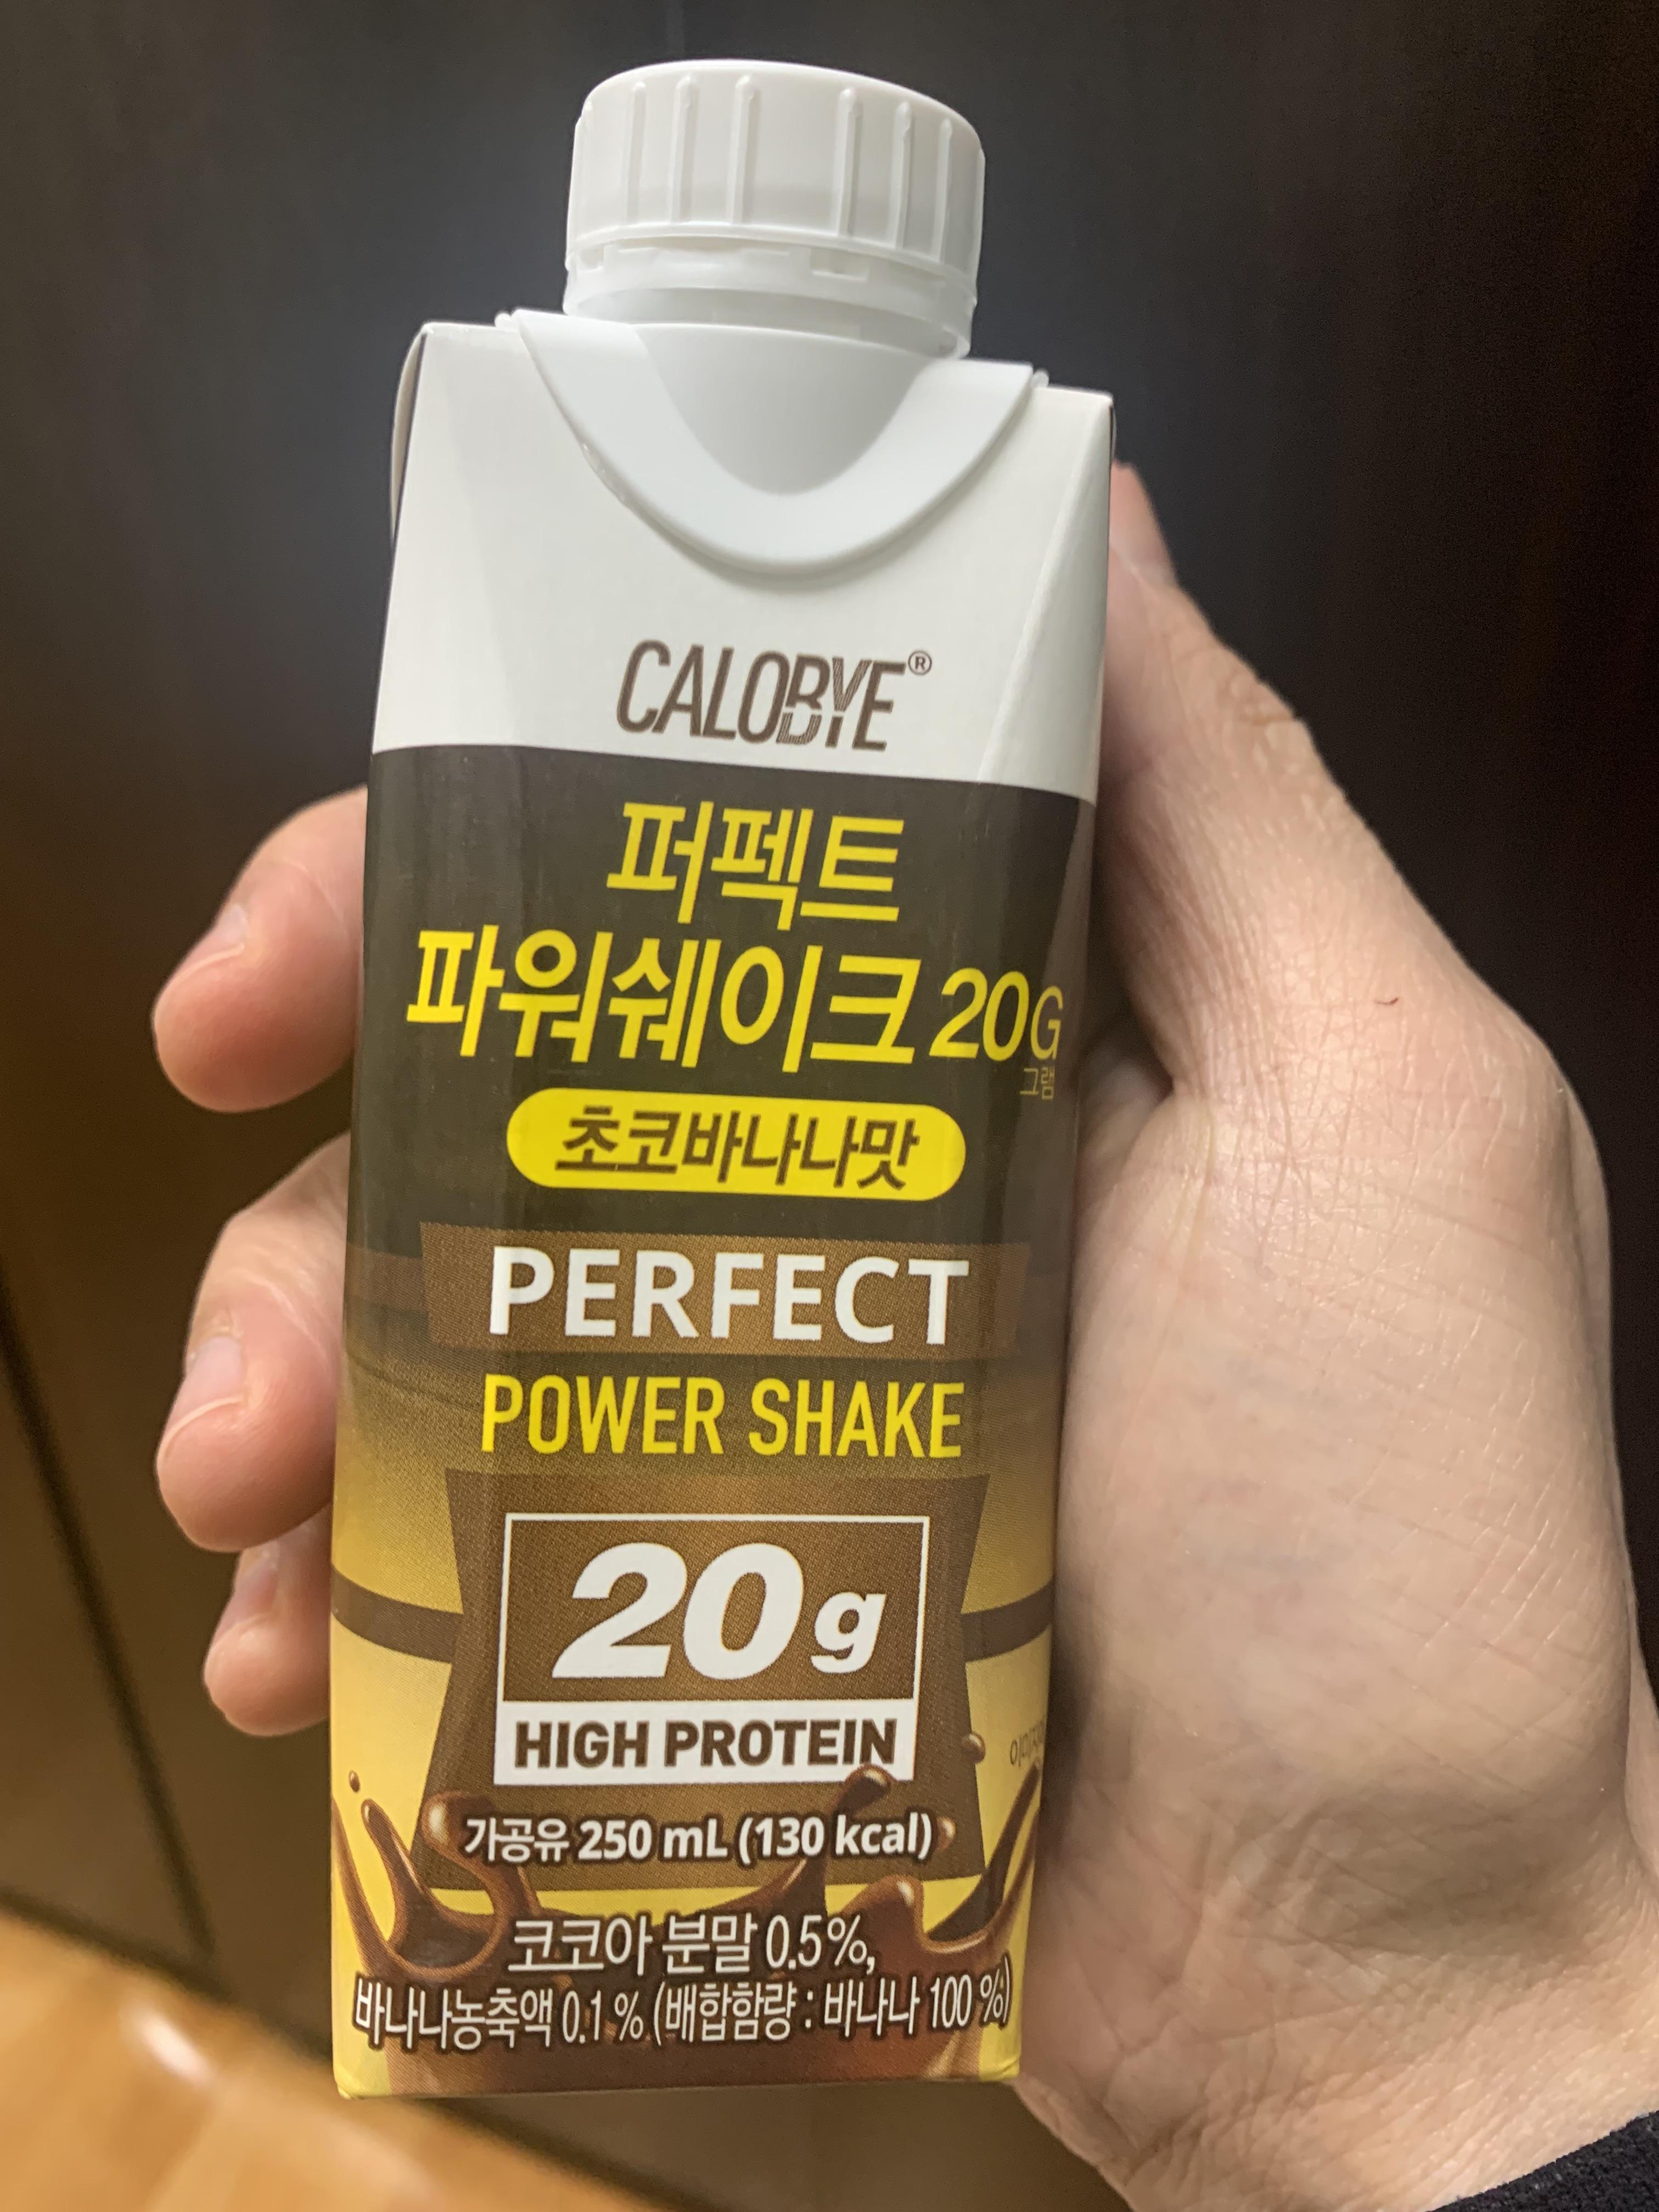 CALOBYE®
퍼펙트
파워쉐이크 20G
그램
초코바나나맛
PERFECT
POWER SHAKE
20g
HIGH PROTEIN
가공유 250 mL (130 kcal)
코코아 분말 0.5%,
바나나농축액 0.1% (배합함량 : 바나나 100 %)